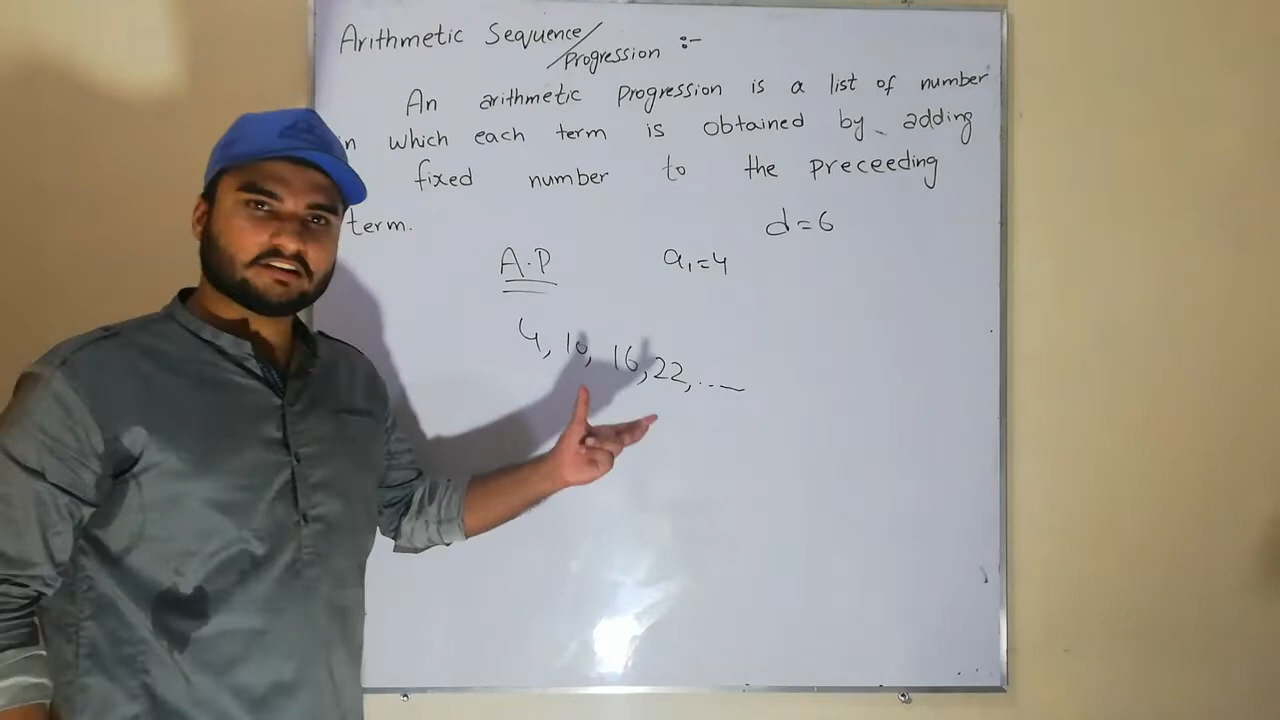 Arithmetic Sequence/
Progression :-
An arithmetic Progression is a list of number
in which each term is obtained by adding
fixed number to the preceeding
term.
d=6
A.P a₁=4
4, 10, 16, 22, ...